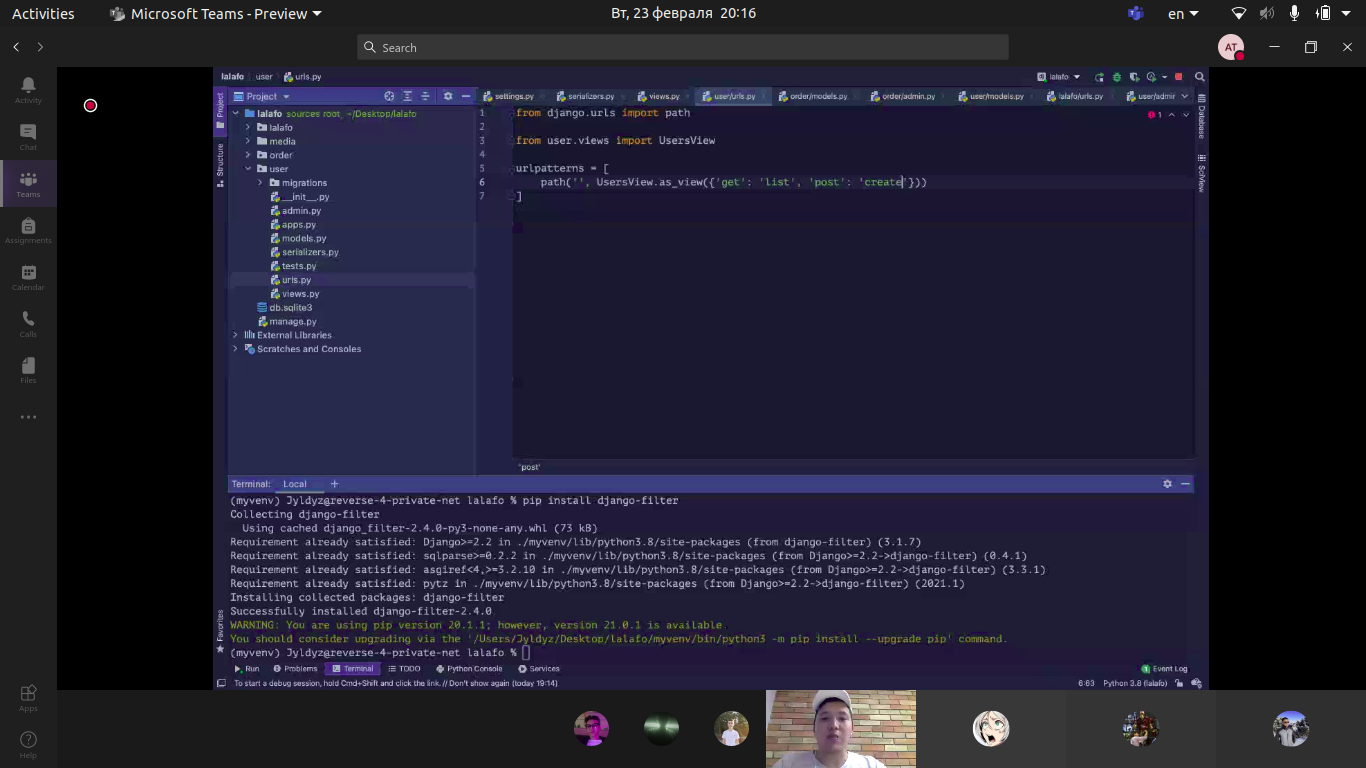 Activities
Microsoft Teams - Preview
Вт, 23 февраля 20:16
en
Search
AT
Activity
Chat
Teams
Assignments
Calendar
Calls
Files
Apps
Help
lalafo user urls.py
lalafo
Project
settings.py serializers.py views.py user/urls.py order/models.py order/admin.py user/models.py lalafo/urls.py user/admir
Project
Structure
Favorites
Database
SciView
lalafo sources root, ~/Desktop/lalafo
lalafo
media
order
user
migrations
__init__.py
admin.py
apps.py
models.py
serializers.py
tests.py
urls.py
views.py
db.sqlite3
manage.py
External Libraries
Scratches and Consoles
1 from django.urls import path
2
3 from user.views import UsersView
4
5 urlpatterns = [
6 path('', UsersView.as_view({'get': 'list', 'post': 'create'}))
7 ]
1
'post'
Terminal: Local +
(myvenv) Jyldyz@reverse-4-private-net lalafo % pip install django-filter
Collecting django-filter
Using cached django_filter-2.4.0-py3-none-any.whl (73 kB)
Requirement already satisfied: Django>=2.2 in ./myvenv/lib/python3.8/site-packages (from django-filter) (3.1.7)
Requirement already satisfied: sqlparse>=0.2.2 in ./myvenv/lib/python3.8/site-packages (from Django>=2.2->django-filter) (0.4.1)
Requirement already satisfied: asgiref<4,>=3.2.10 in ./myvenv/lib/python3.8/site-packages (from Django>=2.2->django-filter) (3.3.1)
Requirement already satisfied: pytz in ./myvenv/lib/python3.8/site-packages (from Django>=2.2->django-filter) (2021.1)
Installing collected packages: django-filter
Successfully installed django-filter-2.4.0
WARNING: You are using pip version 20.1.1; however, version 21.0.1 is available.
You should consider upgrading via the '/Users/Jyldyz/Desktop/lalafo/myvenv/bin/python3 -m pip install --upgrade pip' command.
(myvenv) Jyldyz@reverse-4-private-net lalafo %
Run Problems Terminal TODO Python Console Services
1 Event Log
To start a debug session, hold Cmd+Shift and click the link. // Don't show again (today 19:14)
6:63 Python 3.8 (lalafo)